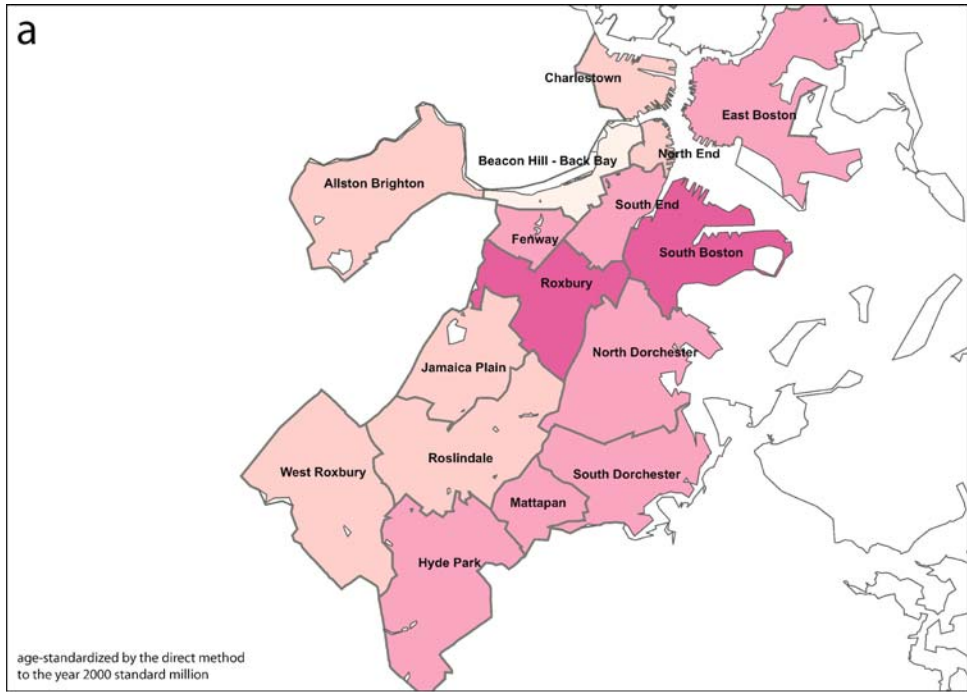 a
Charlestown
East Boston
Beacon Hill - Back Bay
North End
Allston Brighton
South End
Fenway
South Boston
Roxbury
North Dorchester
Jamaica Plain
Roslindale
West Roxbury
South Dorchester
Mattapan
Hyde Park
age-standardized by the direct method
to the year 2000 standard million